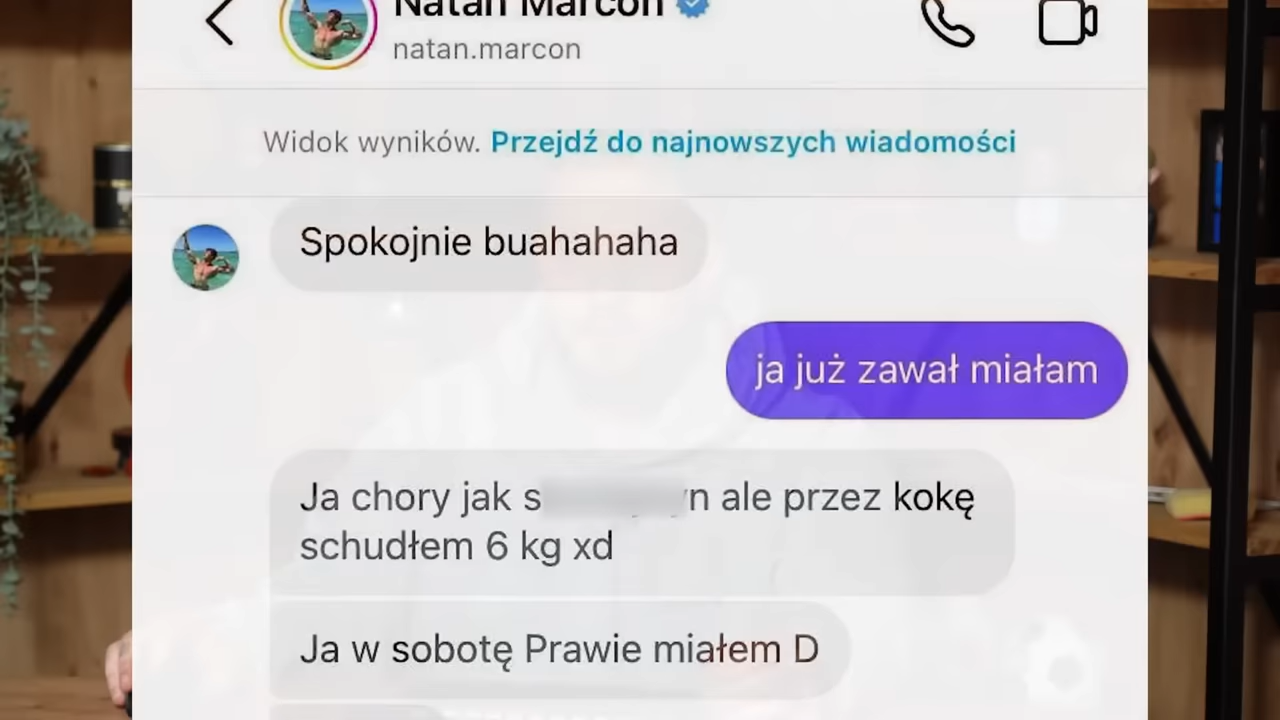 Natan Marcon
natan.marcon
Widok wyników. Przejdź do najnowszych wiadomości
Spokojnie buahahaha
ja już zawał miałam
Ja chory jak s yn ale przez kokę
schudłem 6 kg xd
Ja w sobotę Prawie miałem D